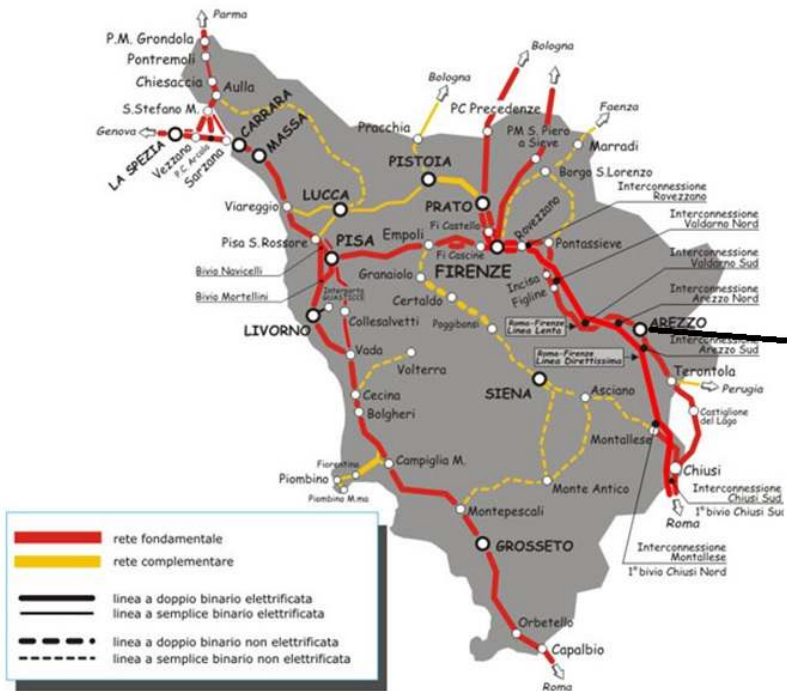 Parma
P.M. Grondola
Pontremoli
Chiesaccia
Aulla
S.Stefano M.
Genova
LA SPEZIA
Vezzano
P.C. Arcola
Sarzana
CARRARA
MASSA
Bologna
Pracchia
Bologna
PC Precedenze
PM S. Piero
a Sieve
Faenza
Marradi
Borgo S.Lorenzo
Interconnessione
Rovezzano
PISTOIA
LUCCA
PRATO
Viareggio
Fi Castello
Rovezzano
Interconnessione
Valdarno Nord
Pisa S. Rossore
PISA
Empoli
Fi Cascine
FIRENZE
Pontassieve
Interconnessione
Valdarno Sud
Bivio Navicelli
Granaiolo
Incisa
Figline
Interconnessione
Arezzo Nord
Bivio Mortellini
Interporto
GUASTICCE
Certaldo
LIVORNO
Collesalvetti
Poggibonsi
Roma-Firenze
Linea Lenta
AREZZO
Interconnessione
Arezzo Sud
Vada
Volterra
Roma-Firenze
Linea Direttissima
Terontola
Perugia
SIENA
Asciano
Cecina
Bolgheri
Castiglione
del Lago
Montallese
Fiorentina
Campiglia M.
Chiusi
Piombino
Piombino M.ma
Monte Antico
Interconnessione
Chiusi Sud
1° bivio Chiusi Sud
Roma
Montepescali
GROSSETO
Interconnessione
Montallese
1° bivio Chiusi Nord
Orbetello
Capalbio
Roma
rete fondamentale
rete complementare
linea a doppio binario elettrificata
linea a semplice binario elettrificata
linea a doppio binario non elettrificata
linea a semplice binario non elettrificata